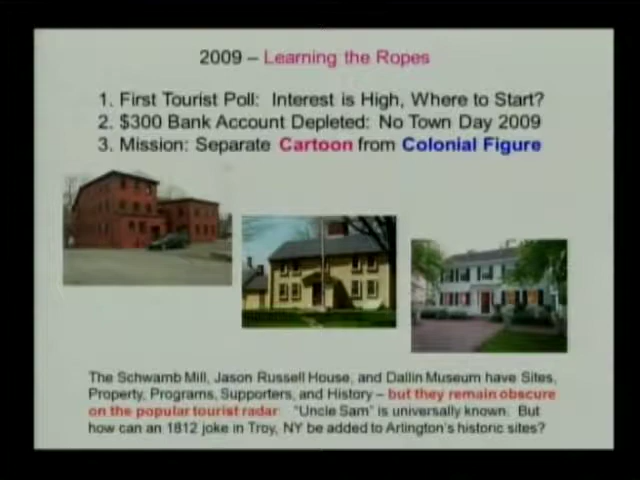 2009 – Learning the Ropes
1. First Tourist Poll: Interest is High, Where to Start?
2. $300 Bank Account Depleted: No Town Day 2009
3. Mission: Separate Cartoon from Colonial Figure
The Schwamb Mill, Jason Russell House, and Dallin Museum have Sites,
Property, Programs, Supporters, and History – but they remain obscure
on the popular tourist radar. "Uncle Sam" is universally known. But
how can an 1812 joke in Troy, NY be added to Arlington's historic sites?